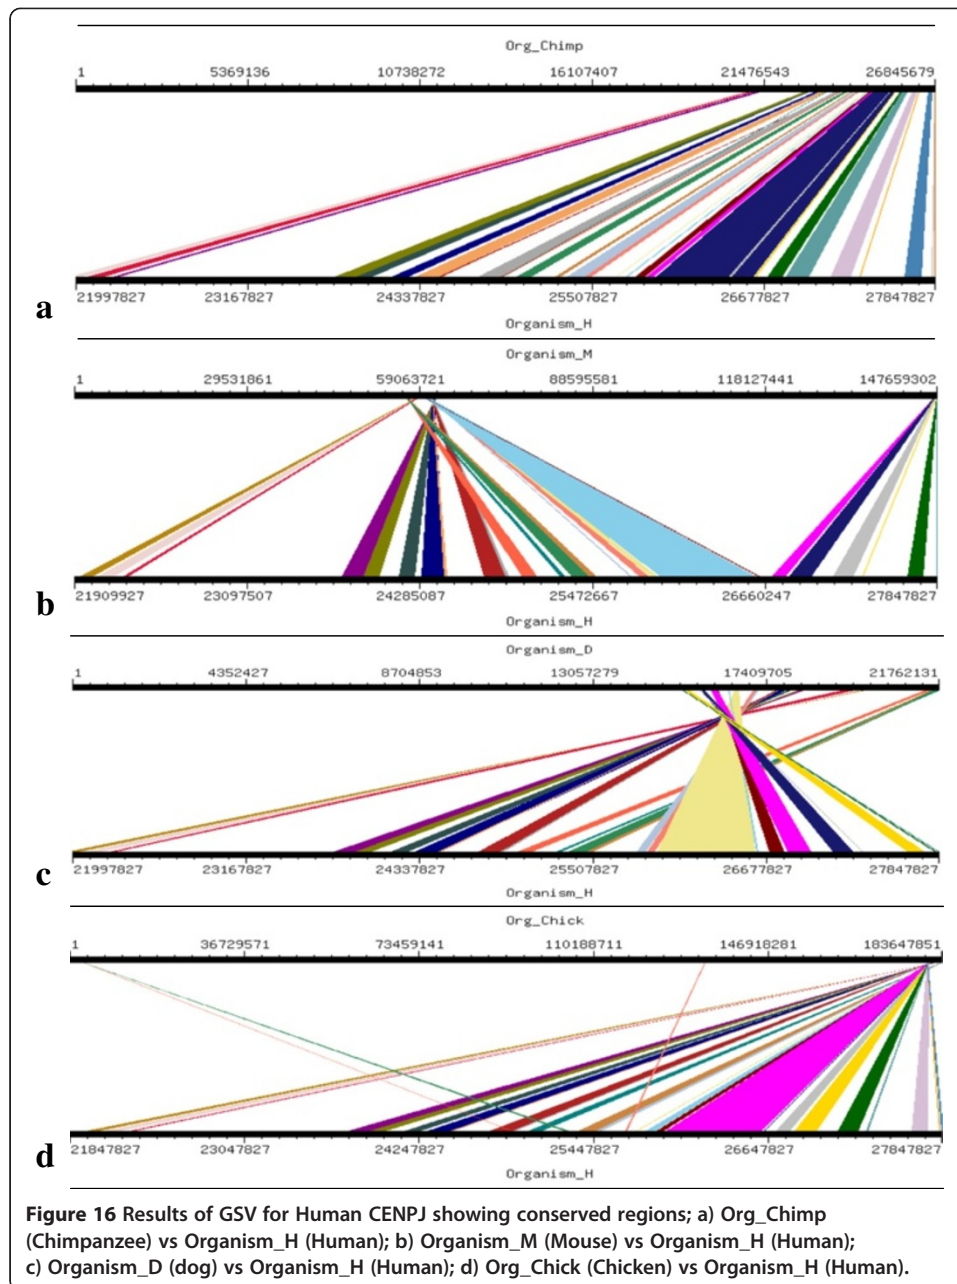 Org_Chimp
1 5369136 10738272 16107407 21476543 26845679
21997827 23167827 24337827 25507827 26677827 27847827
a
Organism_H
Organism_M
1 29531861 59063721 88595581 118127441 147659302
21909927 23097507 24285087 25472667 26660247 27847827
b
Organism_H
Organism_D
1 4352427 8704853 13057279 17409705 21762131
21997827 23167827 24337827 25507827 26677827 27847827
c
Organism_H
Org_Chick
1 36729571 73459141 110188711 146918281 183647851
21847827 23047827 24247827 25447827 26647827 27847827
d
Organism_H
Figure 16 Results of GSV for Human CENPJ showing conserved regions; a) Org_Chimp
(Chimpanzee) vs Organism_H (Human); b) Organism_M (Mouse) vs Organism_H (Human);
c) Organism_D (dog) vs Organism_H (Human); d) Org_Chick (Chicken) vs Organism_H (Human).